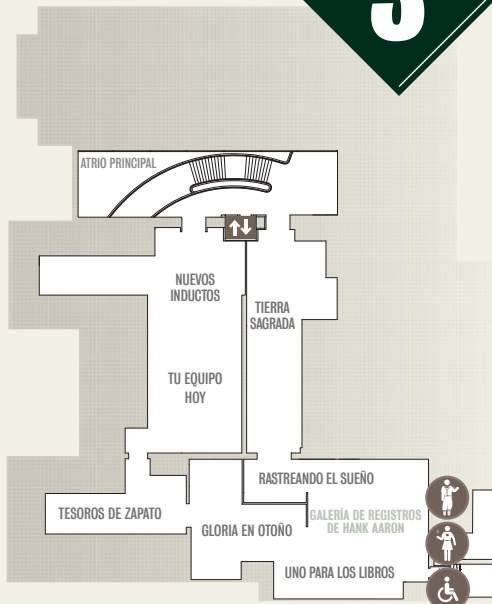 ATRIO PRINCIPAL
NUEVOS
INDUCTOS
TIERRA
SAGRADA
TU EQUIPO
HOY
RASTREANDO EL SUEÑO
TESOROS DE ZAPATO
GALERÍA DE REGISTROS
DE HANK AARON
GLORIA EN OTOÑO
UNO PARA LOS LIBROS